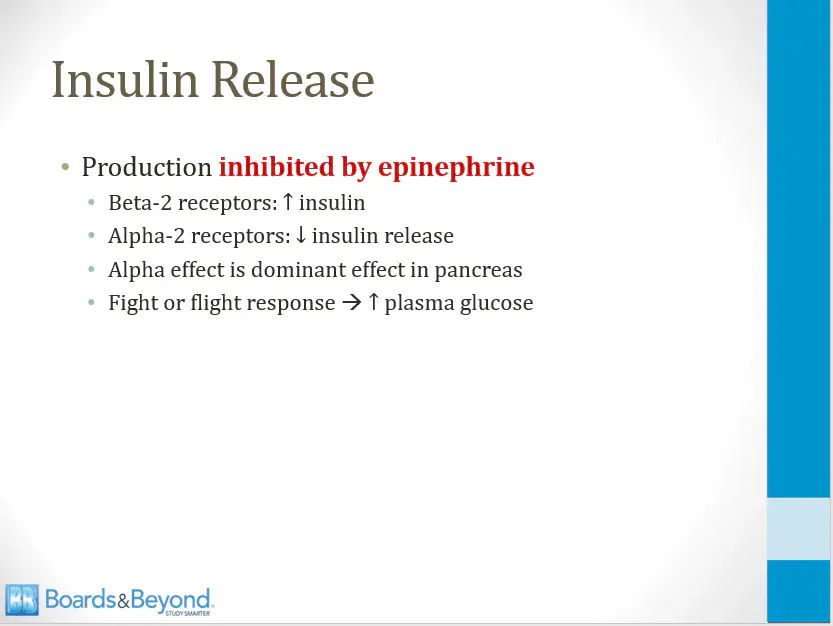 Insulin Release
• Production inhibited by epinephrine
• Beta-2 receptors: ↑ insulin
• Alpha-2 receptors: ↓ insulin release
• Alpha effect is dominant effect in pancreas
• Fight or flight response → ↑ plasma glucose
BB Boards&Beyond.
STUDY SMARTER